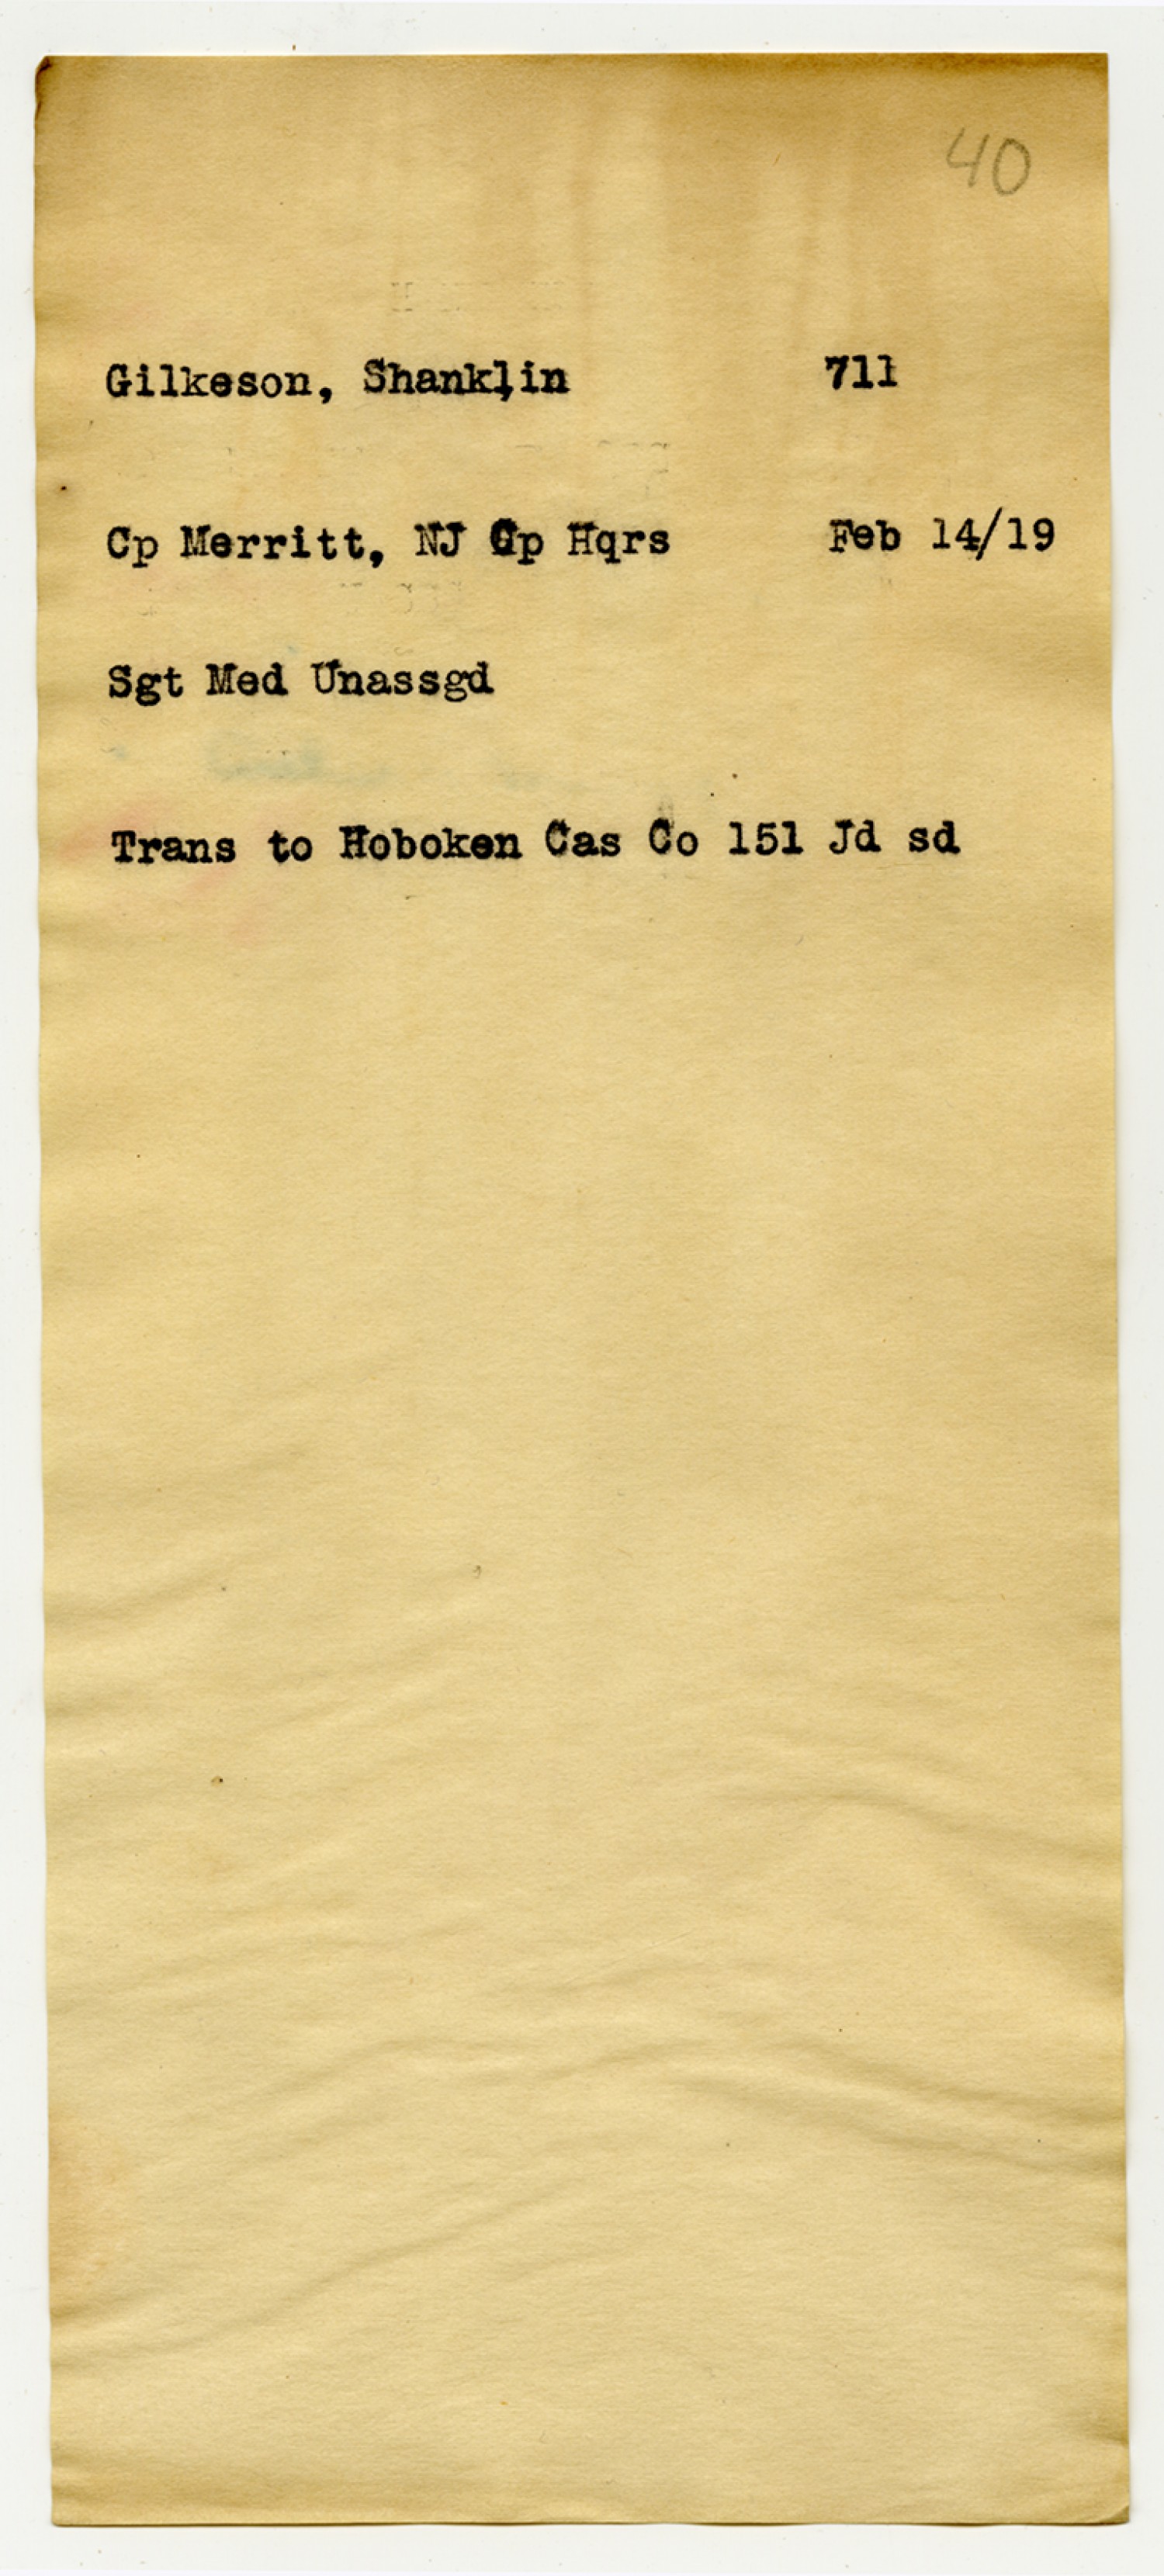 40
Gilkeson, Shanklin 711
Cp Merritt, NJ Cp Hqrs Feb 14/19
Sgt Med Unassgd
Trans to Hoboken Cas Co 151 Jd sd